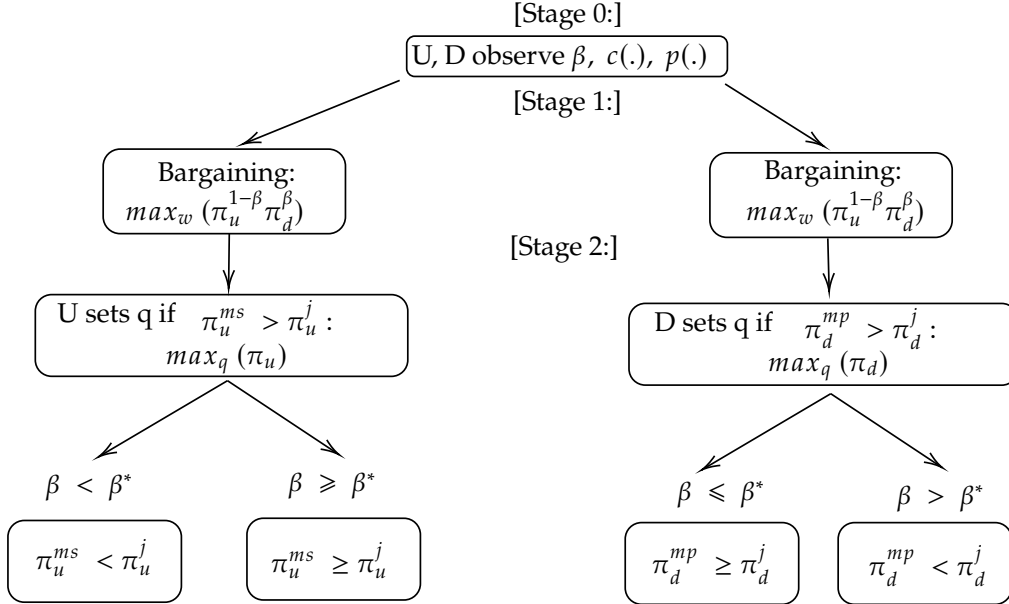 [Stage 0:]
U, D observe β, c(.), p(.)
[Stage 1:]
Bargaining:
max_w (π_u^{1−β} π_d^β)
Bargaining:
max_w (π_u^{1−β} π_d^β)
[Stage 2:]
U sets q if π_u^{ms} > π_u^j :
max_q (π_u)
D sets q if π_d^{mp} > π_d^j :
max_q (π_d)
β < β*
β ⩾ β*
β ⩽ β*
β > β*
π_u^{ms} < π_u^j
π_u^{ms} ≥ π_u^j
π_d^{mp} ≥ π_d^j
π_d^{mp} < π_d^j